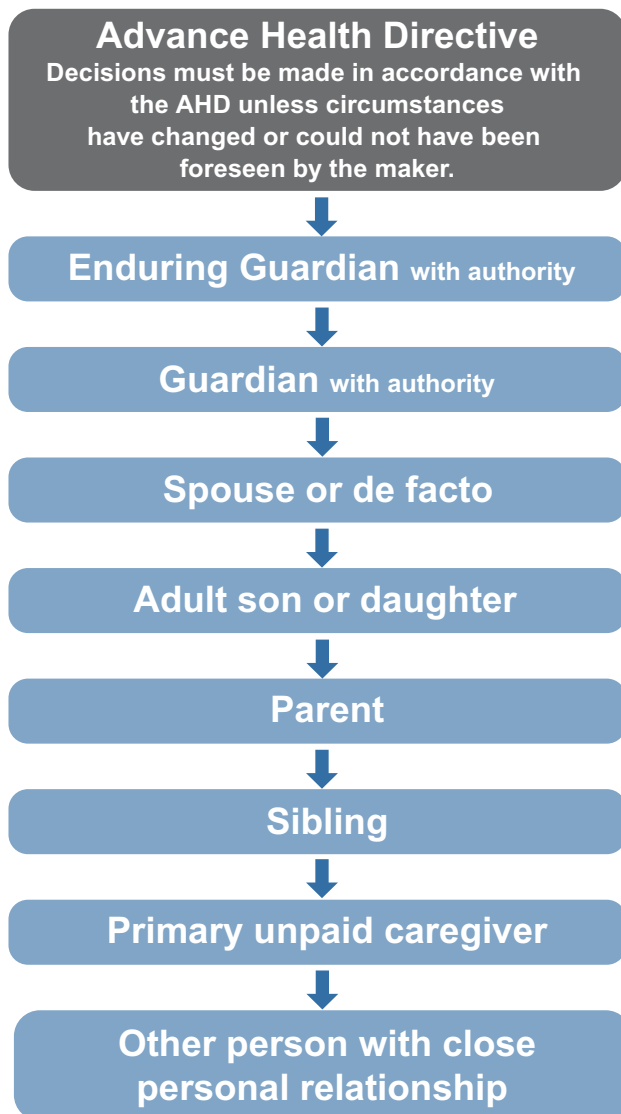 Advance Health Directive
Decisions must be made in accordance with
the AHD unless circumstances
have changed or could not have been
foreseen by the maker.
Enduring Guardian with authority
Guardian with authority
Spouse or de facto
Adult son or daughter
Parent
Sibling
Primary unpaid caregiver
Other person with close
personal relationship